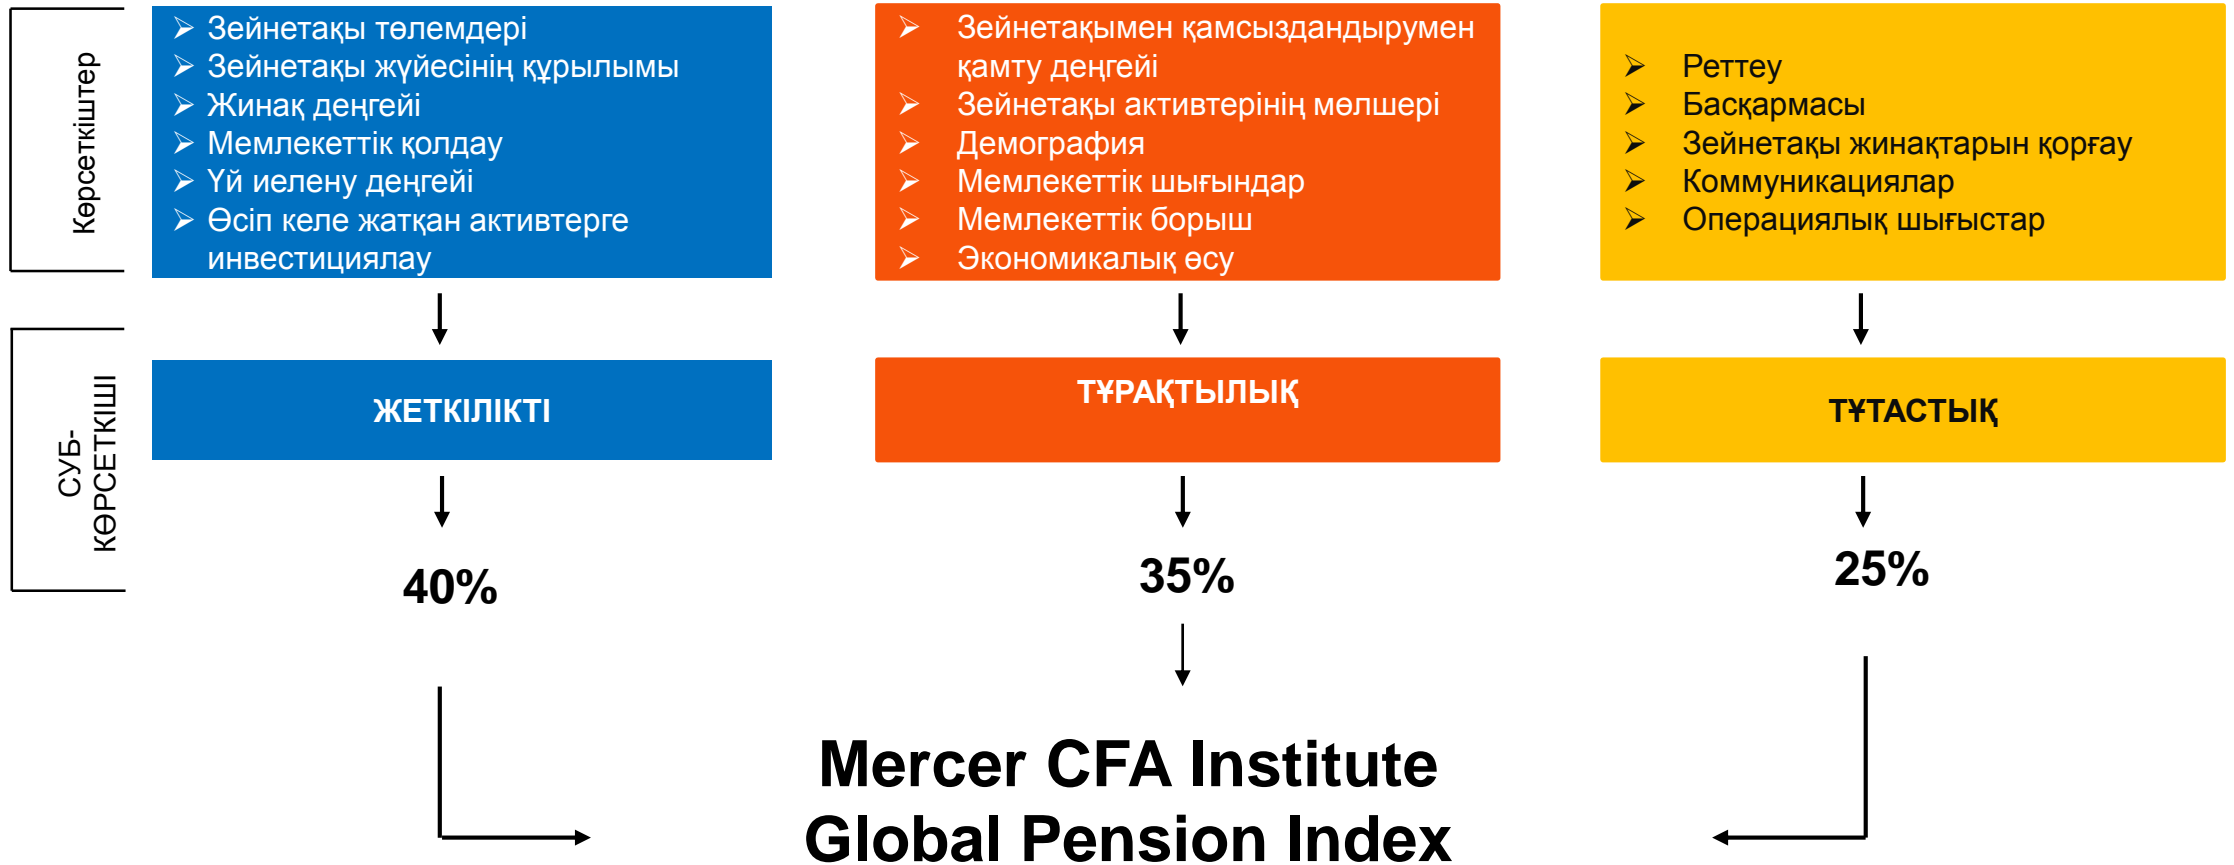 Көрсеткіштер
Зейнетақы төлемдері
Зейнетақы жүйесінің құрылымы
Жинақ деңгейі
Мемлекеттік қолдау
Үй иелену деңгейі
Өсіп келе жатқан активтерге
инвестициялау
Зейнетақымен қамсыздандырумен
қамту деңгейі
Зейнетақы активтерінің мөлшері
Демография
Мемлекеттік шығындар
Мемлекеттік борыш
Экономикалық өсу
Реттеу
Басқармасы
Зейнетақы жинақтарын қорғау
Коммуникациялар
Операциялық шығыстар
СУБ-
КӨРСЕТКІШІ
ЖЕТКІЛІКТІ
ТҰРАҚТЫЛЫҚ
ТҰТАСТЫҚ
40%
35%
25%
Mercer CFA Institute
Global Pension Index